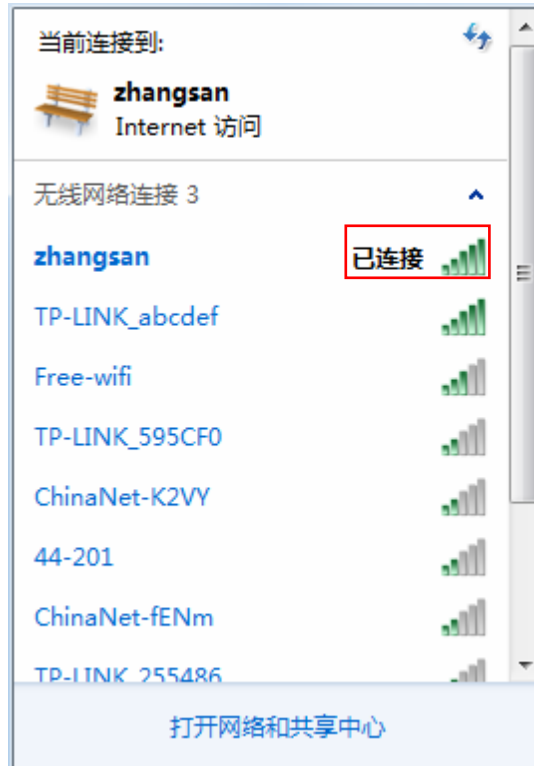 当前连接到:
zhangsan
Internet 访问
无线网络连接 3
zhangsan 已连接
TP-LINK_abcdef
Free-wifi
TP-LINK_595CF0
ChinaNet-K2VY
44-201
ChinaNet-fENm
TP-LINK_255486
打开网络和共享中心